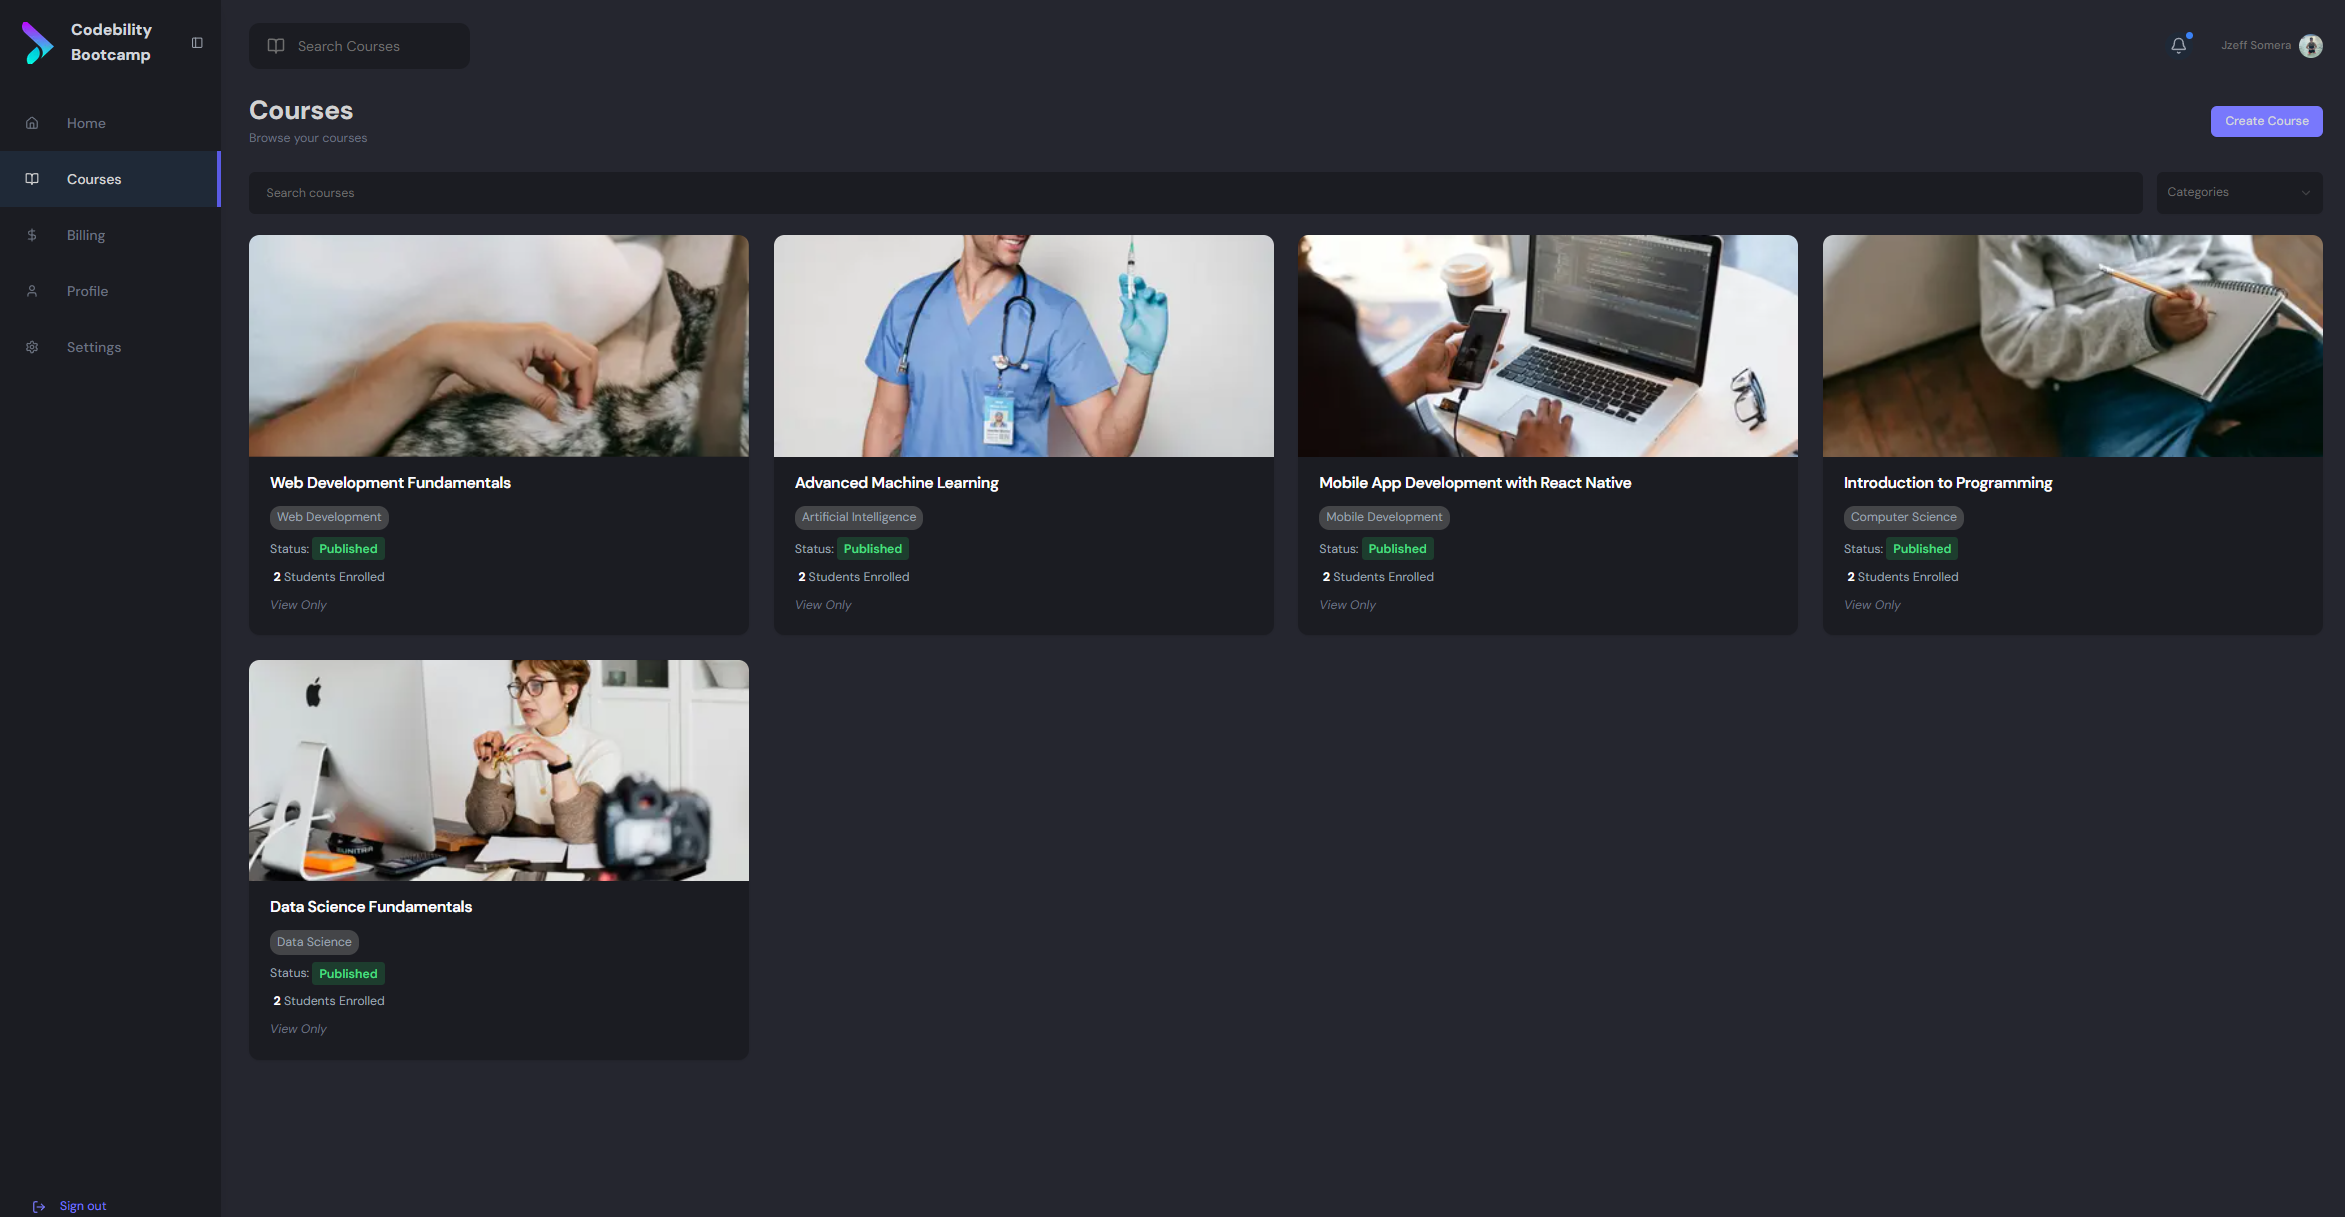 Codebility
Bootcamp
Search Courses
Jzeff Somera
Home
Courses
Billing
Profile
Settings
Sign out
Courses
Browse your courses
Create Course
Search courses
Categories
Web Development Fundamentals
Web Development
Status: Published
2 Students Enrolled
View Only
Advanced Machine Learning
Artificial Intelligence
Status: Published
2 Students Enrolled
View Only
Mobile App Development with React Native
Mobile Development
Status: Published
2 Students Enrolled
View Only
Introduction to Programming
Computer Science
Status: Published
2 Students Enrolled
View Only
Data Science Fundamentals
Data Science
Status: Published
2 Students Enrolled
View Only